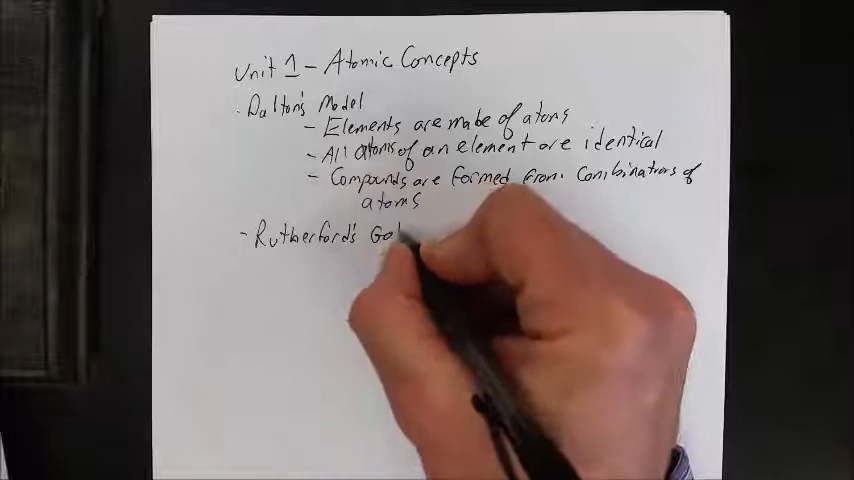 Unit 1 - Atomic Concepts
· Dalton's Model
- Elements are made of atoms
- All atoms of an element are identical
- Compounds are formed from combinations of
atoms
- Rutherford's Gol